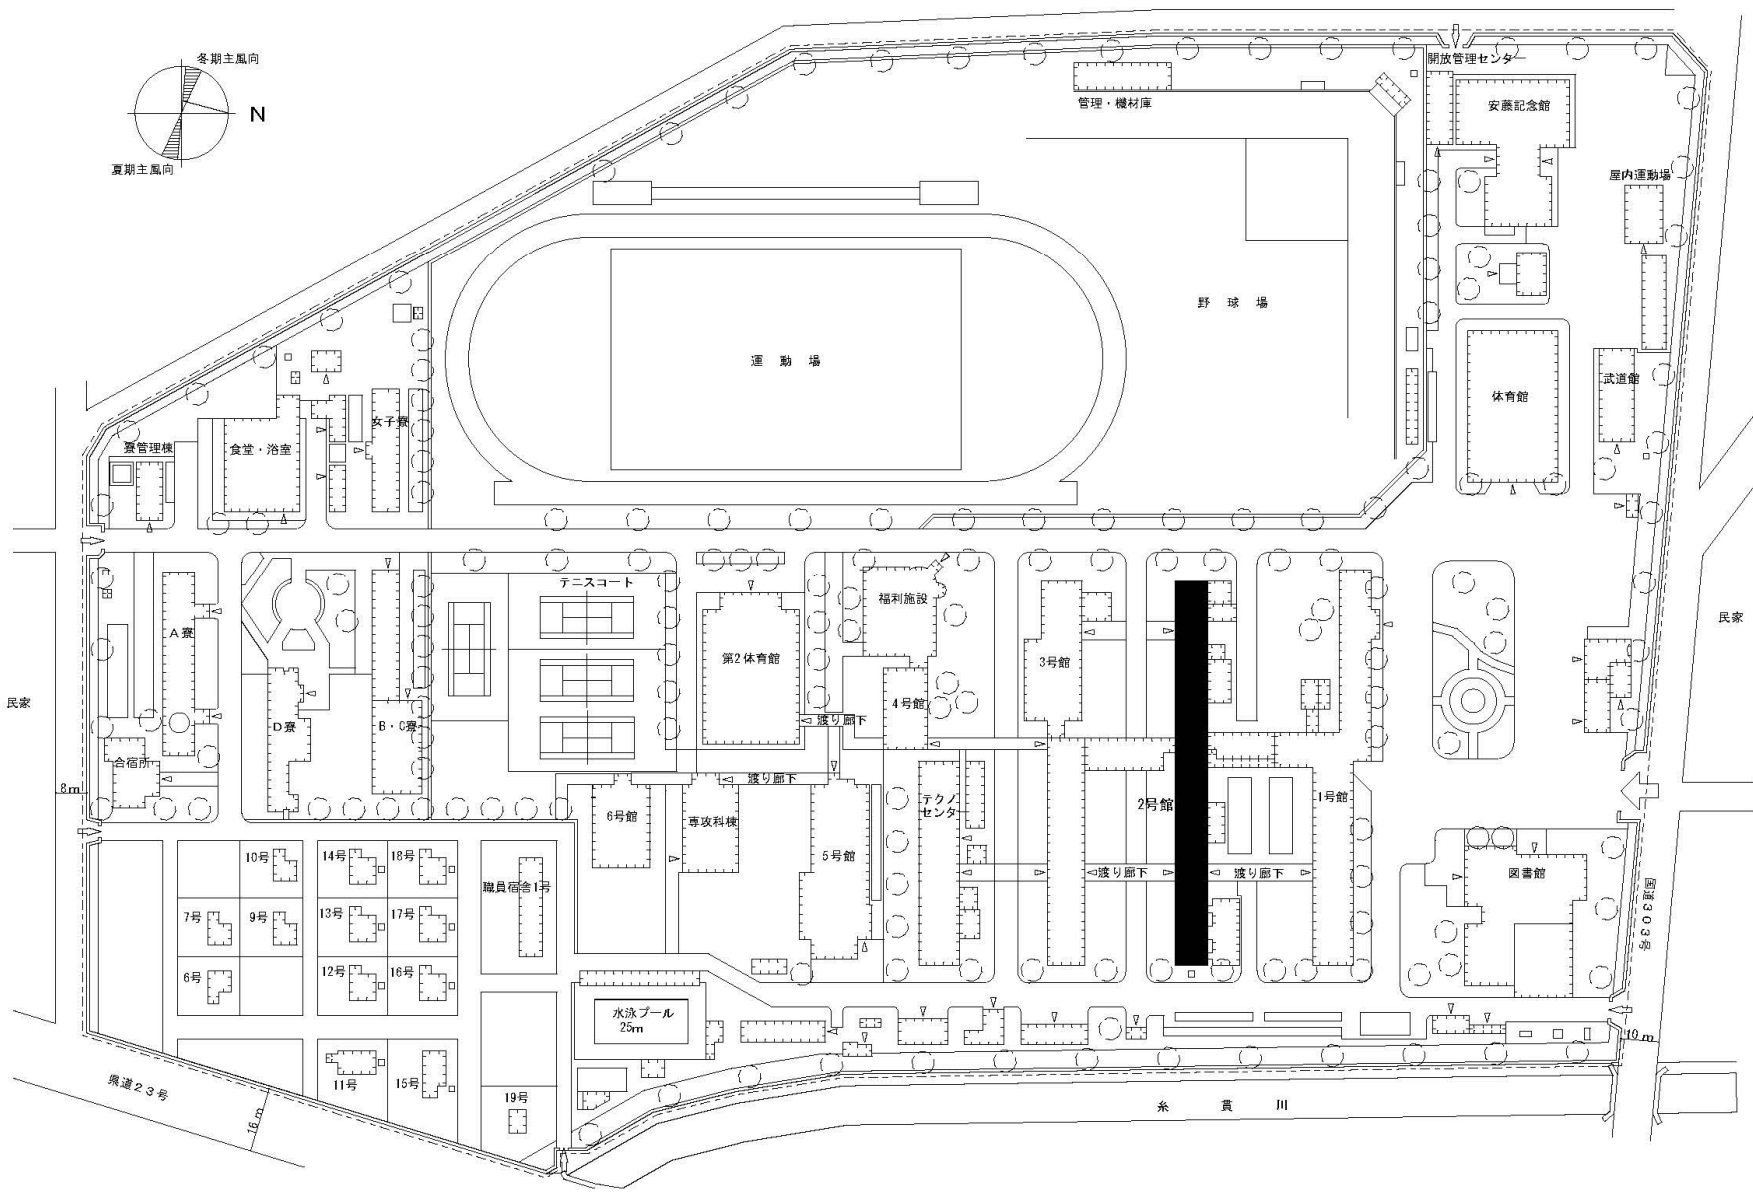 冬期主風向
N
夏期主風向
開放管理センター
管理・機材庫
安藤記念館
屋内運動場
野球場
運動場
体育館
武道館
女子寮
寮管理棟
食堂・浴室
テニスコート
福利施設
A寮
第2体育館
3号館
民家
民家
D寮
B・C寮
4号館
渡り廊下
合宿所
8m
渡り廊下
6号館
専攻科棟
テクノ
センタ
2号館
1号館
5号館
渡り廊下
渡り廊下
図書館
国道303号
10号
14号
18号
職員宿舎1号
7号
9号
13号
17号
6号
12号
16号
水泳プール
25m
10m
11号
15号
19号
県道23号
16m
糸貫川